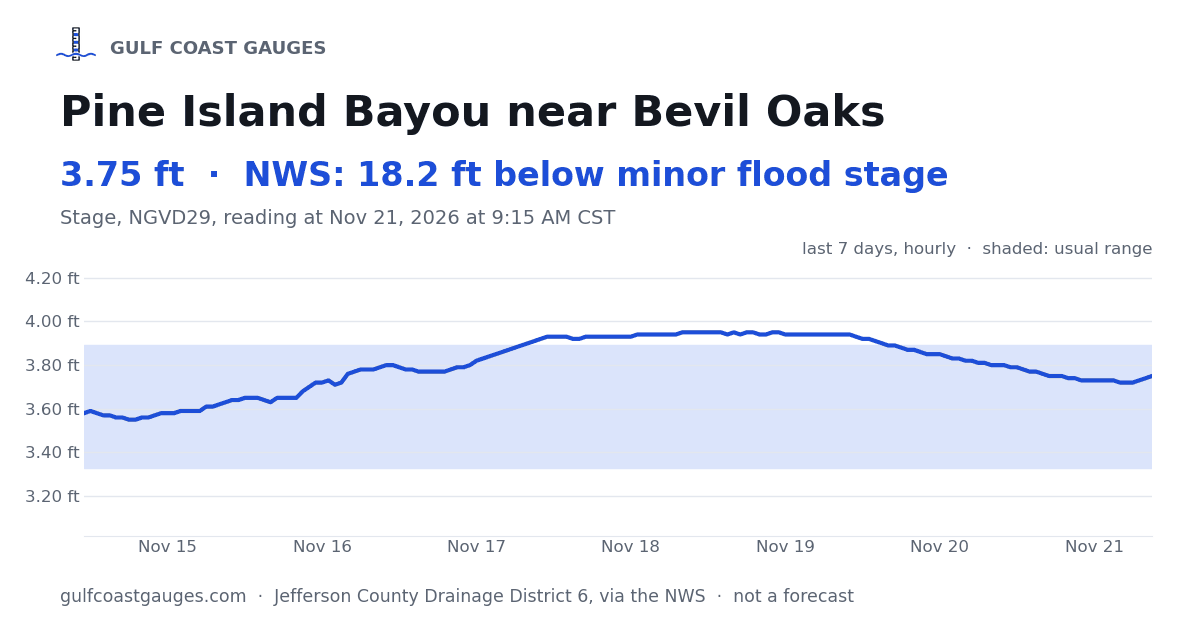 GULF COAST GAUGES
Pine Island Bayou near Bevil Oaks
3.75 ft · NWS: 18.2 ft below minor flood stage
Stage, NGVD29, reading at Nov 21, 2026 at 9:15 AM CST
last 7 days, hourly · shaded: usual range
4.20 ft
4.00 ft
3.80 ft
3.60 ft
3.40 ft
3.20 ft
Nov 15 Nov 16 Nov 17 Nov 18 Nov 19 Nov 20 Nov 21
gulfcoastgauges.com · Jefferson County Drainage District 6, via the NWS · not a forecast